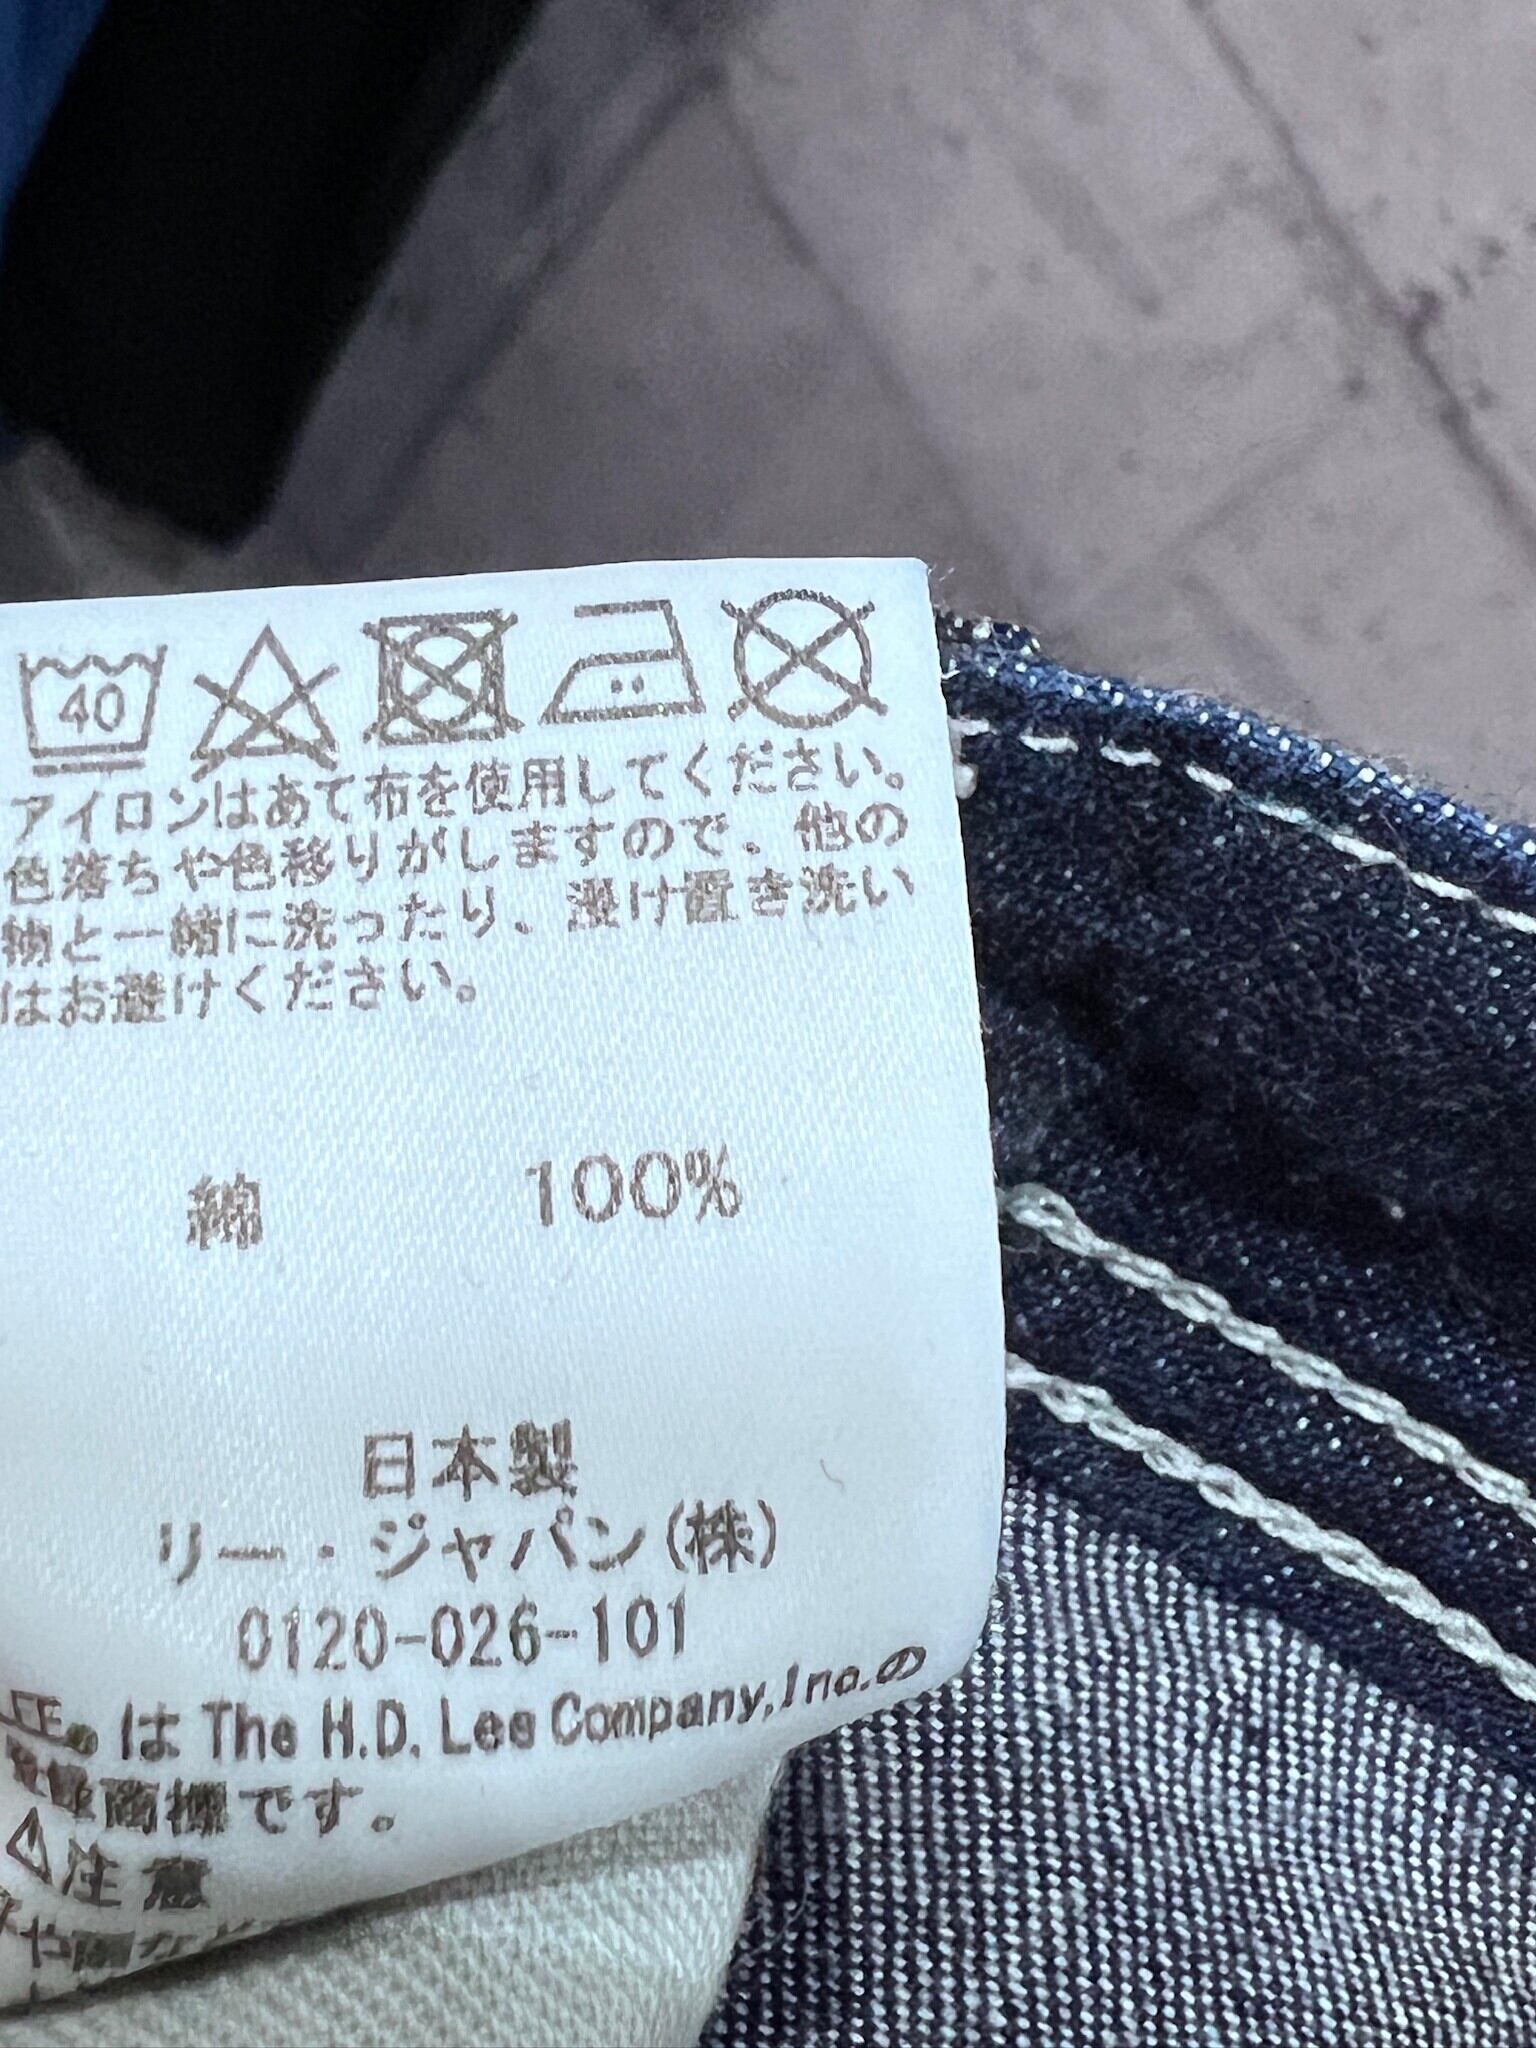 40
アイロンはあて布を使用してください。
色落ちや色移りがしますので、他の
物と一緒に洗ったり、浸け置き洗い
はお避けください。
綿 100%
日本製
リー・ジャパン(株)
0120-026-101
LEE®は The H.D. Lee Company,Inc.の
登録商標です。
注意